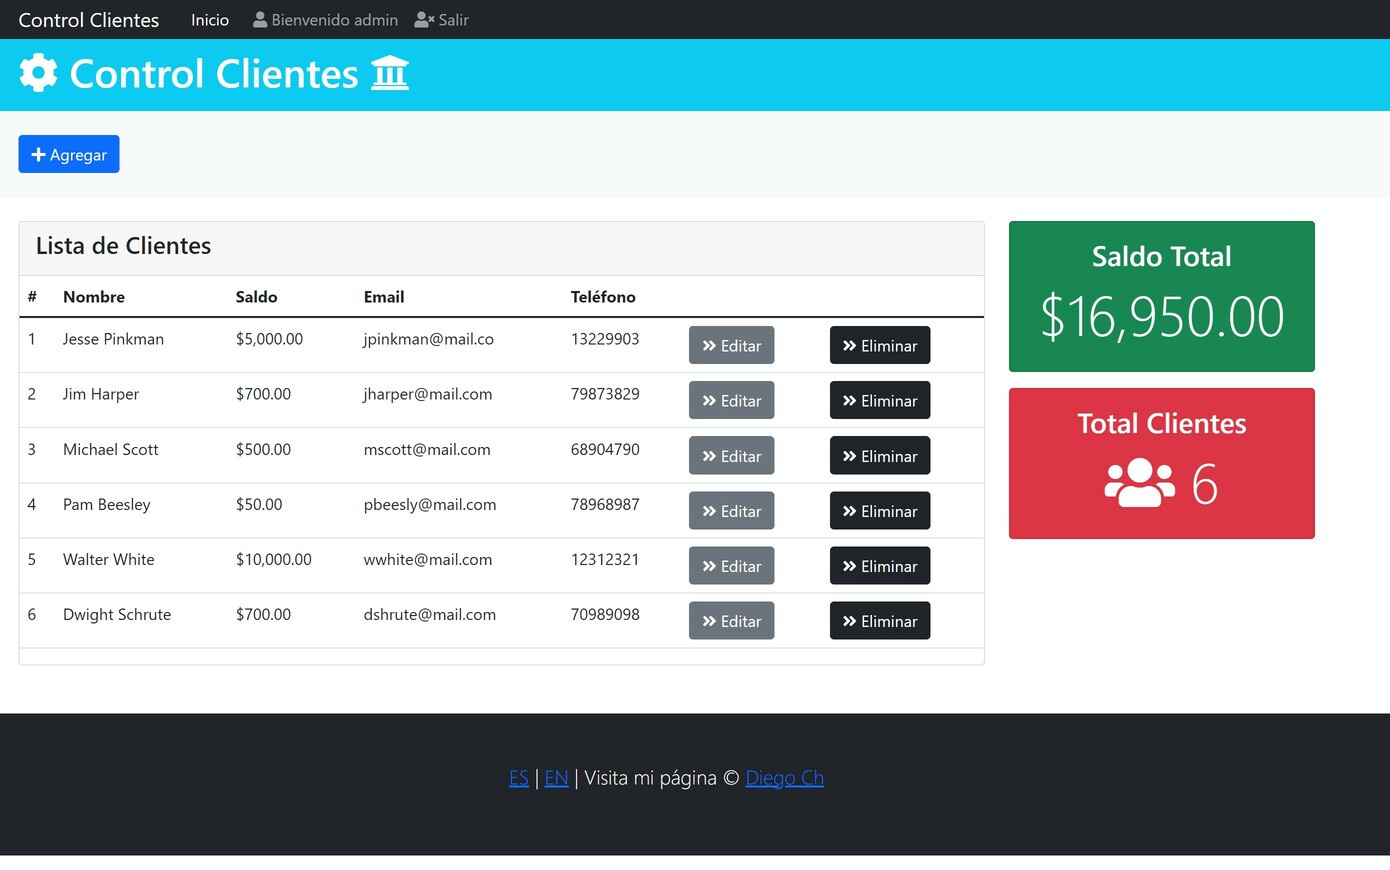 Control Clientes Inicio Bienvenido admin Salir
Control Clientes
Agregar
Lista de Clientes
# Nombre Saldo Email Teléfono
1 Jesse Pinkman $5,000.00 jpinkman@mail.co 13229903 Editar Eliminar
2 Jim Harper $700.00 jharper@mail.com 79873829 Editar Eliminar
3 Michael Scott $500.00 mscott@mail.com 68904790 Editar Eliminar
4 Pam Beesley $50.00 pbeesly@mail.com 78968987 Editar Eliminar
5 Walter White $10,000.00 wwhite@mail.com 12312321 Editar Eliminar
6 Dwight Schrute $700.00 dshrute@mail.com 70989098 Editar Eliminar
Saldo Total
$16,950.00
Total Clientes
6
ES | EN | Visita mi página © Diego Ch